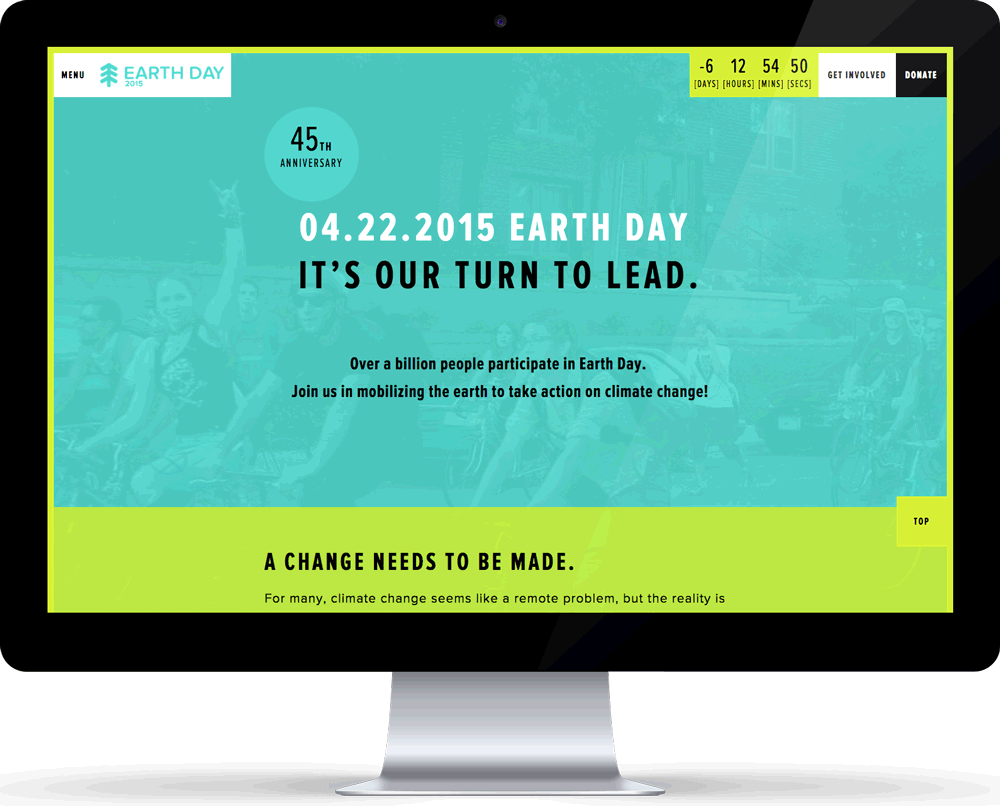 MENU
EARTH DAY
2015
-6 12 54 50
[DAYS] [HOURS] [MINS] [SECS]
GET INVOLVED
DONATE
45TH
ANNIVERSARY
04.22.2015 EARTH DAY
IT’S OUR TURN TO LEAD.
Over a billion people participate in Earth Day.
Join us in mobilizing the earth to take action on climate change!
TOP
A CHANGE NEEDS TO BE MADE.
For many, climate change seems like a remote problem, but the reality is